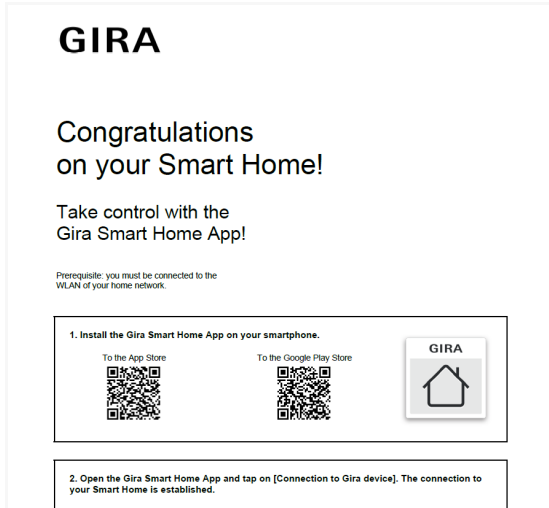 GIRA
Congratulations
on your Smart Home!
Take control with the
Gira Smart Home App!
Prerequisite: you must be connected to the
WLAN of your home network.
1. Install the Gira Smart Home App on your smartphone.
To the App Store
To the Google Play Store
GIRA
2. Open the Gira Smart Home App and tap on [Connection to Gira device]. The connection to
your Smart Home is established.